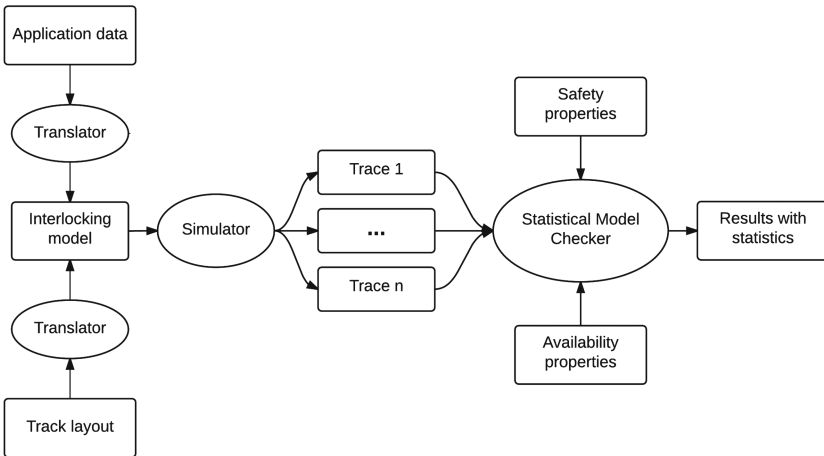 Application data
Translator
Interlocking
model
Translator
Track layout
Simulator
Trace 1
...
Trace n
Safety
properties
Statistical Model
Checker
Availability
properties
Results with
statistics